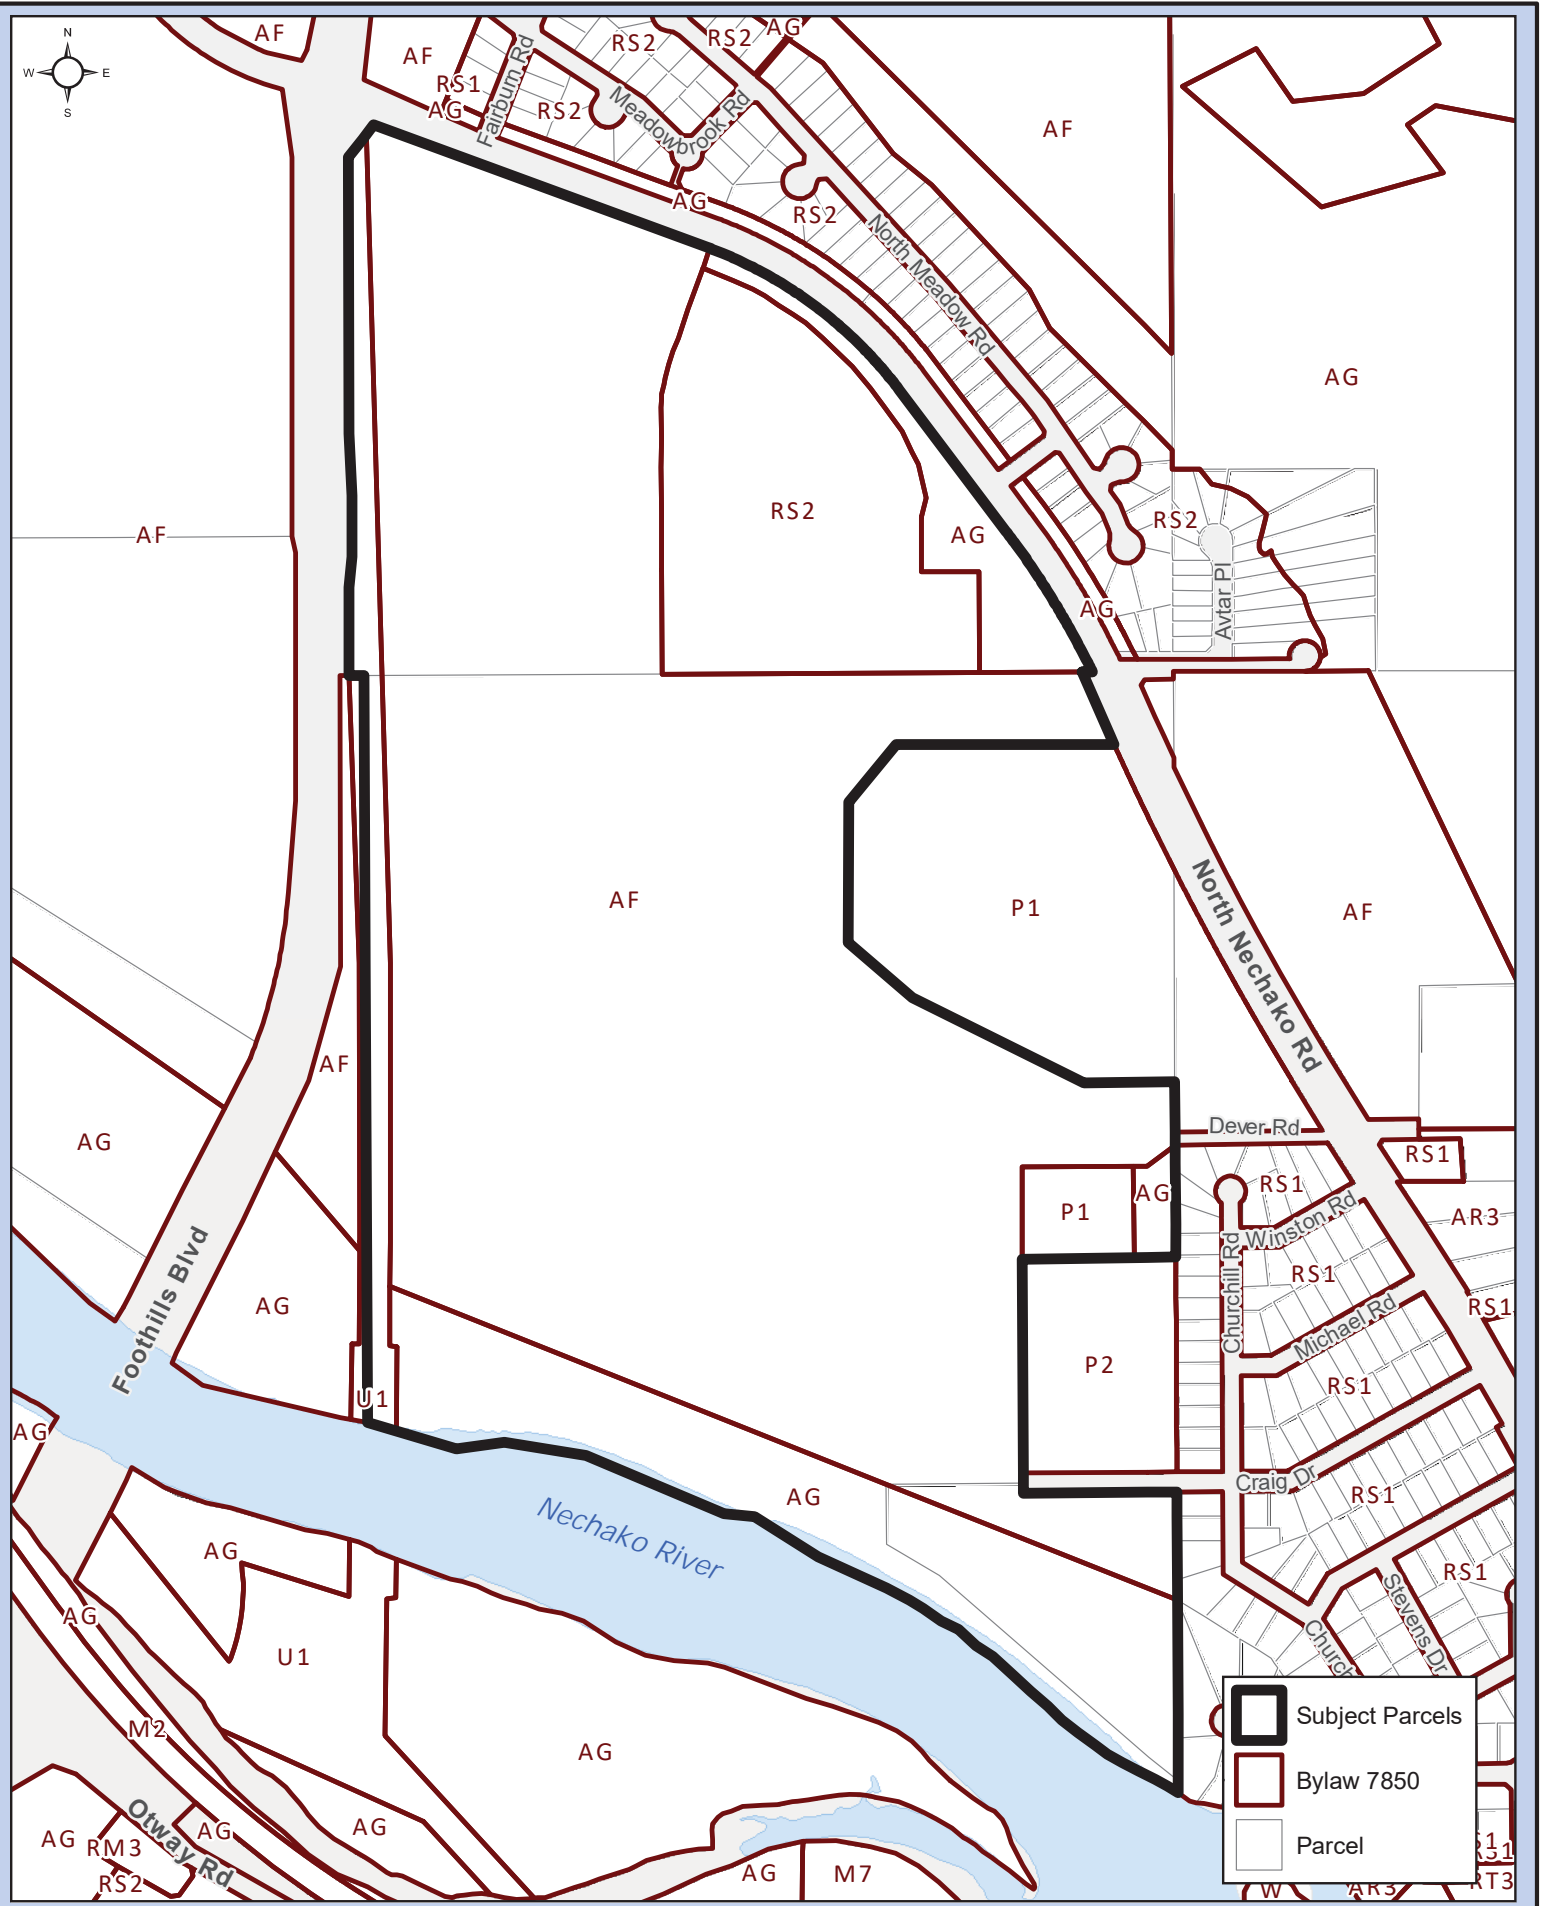 AF
N
W E
S
AF
RS1
AG
Fairburn Rd
RS2
RS2
RS2
AG
Meadowbrook Rd
AG
RS2
North Meadow Rd
AF
AG
RS2
AG
RS2
Avtar Pl
AG
AF
AF
P1
North Nechako Rd
AF
AF
AG
Dever Rd
RS1
P1
AG
RS1
Winston Rd
AR3
Churchill Rd
RS1
Michael Rd
RS1
Foothills Blvd
AG
P2
RS1
U1
AG
Craig Dr
RS1
AG
Nechako River
RS1
Stevens Dr
Church
AG
AG
U1
M2
AG
Otway Rd
AG
RM3
AG
RS2
AG
AG
M7
Subject Parcels
Bylaw 7850
Parcel
W
AR3
RT3